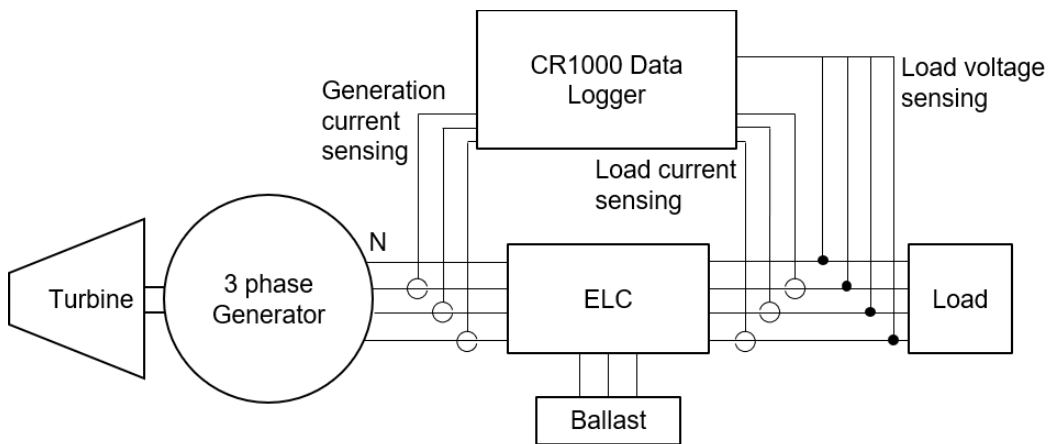 CR1000 Data
Logger
Generation
current
sensing
Load voltage
sensing
Load current
sensing
N
Turbine
3 phase
Generator
ELC
Load
Ballast